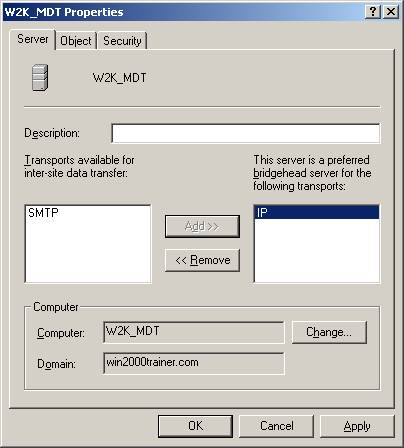 W2K_MDT Properties
Server Object Security
W2K_MDT
Description:
Transports available for
inter-site data transfer:
This server is a preferred
bridgehead server for the
following transports:
SMTP
IP
Add >>
<< Remove
Computer
Computer: W2K_MDT Change...
Domain: win2000trainer.com
OK Cancel Apply